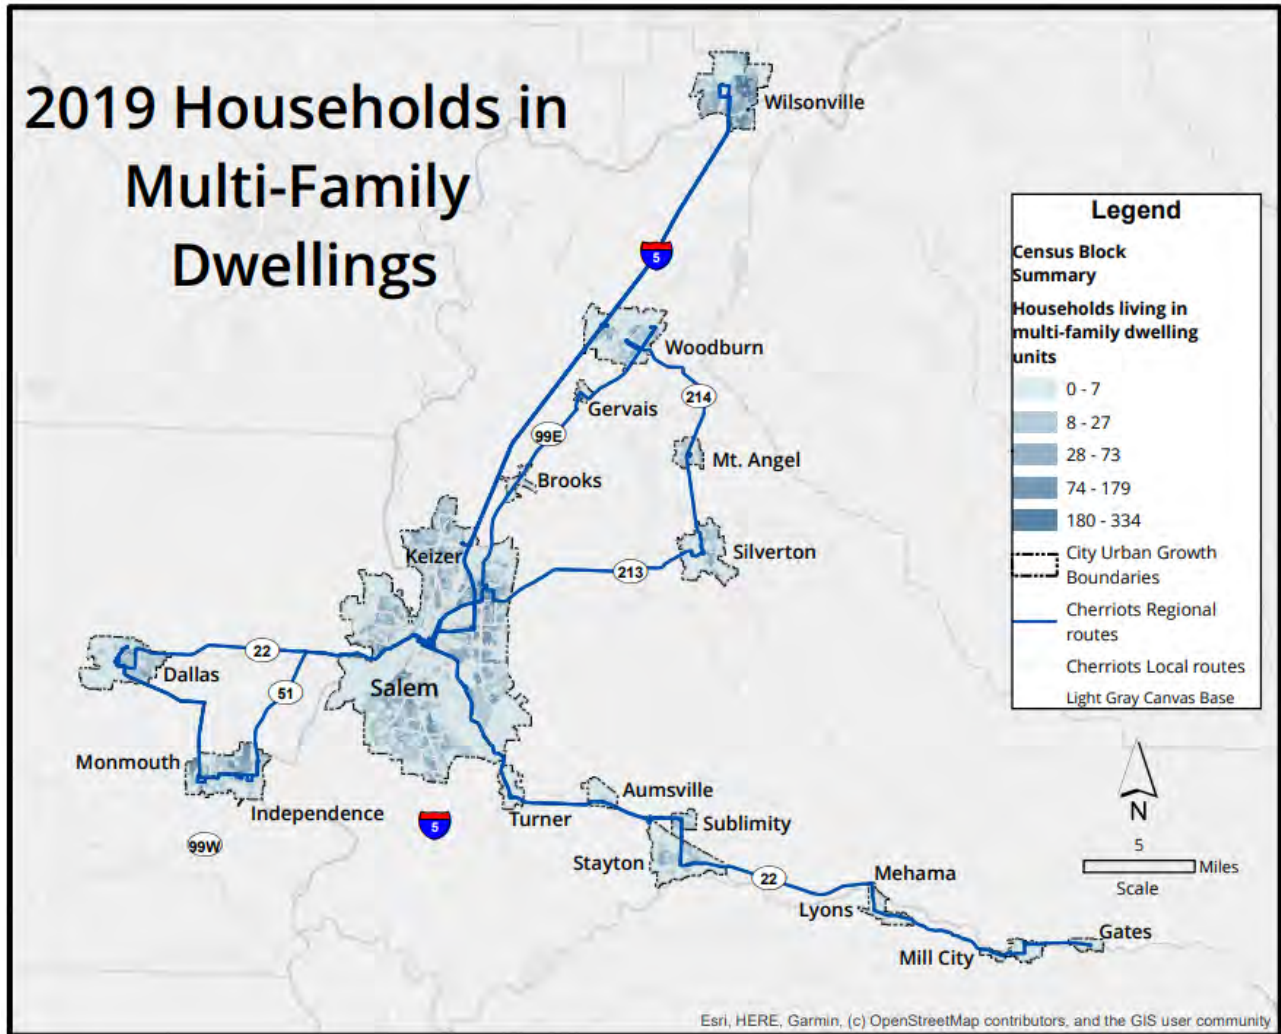 2019 Households in
Multi-Family
Dwellings
Wilsonville
5
Woodburn
Gervais
214
99E
Mt. Angel
Brooks
Keizer
Silverton
213
22
Dallas
51
Salem
Monmouth
Independence
99W
5
Turner
Aumsville
Sublimity
Stayton
22
Mehama
Lyons
Mill City
Gates
Legend
Census Block
Summary
Households living in
multi-family dwelling
units
0 - 7
8 - 27
28 - 73
74 - 179
180 - 334
City Urban Growth
Boundaries
Cherriots Regional
routes
Cherriots Local routes
Light Gray Canvas Base
N
5
Miles
Scale
Esri, HERE, Garmin, (c) OpenStreetMap contributors, and the GIS user community